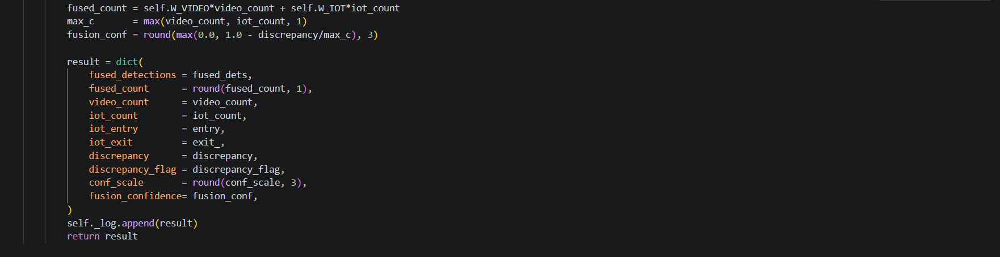 fused_count = self.W_VIDEO*video_count + self.W_IOT*iot_count
max_c       = max(video_count, iot_count, 1)
fusion_conf = round(max(0.0, 1.0 - discrepancy/max_c), 3)

result = dict(
    fused_detections = fused_dets,
    fused_count      = round(fused_count, 1),
    video_count      = video_count,
    iot_count        = iot_count,
    iot_entry        = entry,
    iot_exit         = exit_,
    discrepancy      = discrepancy,
    discrepancy_flag = discrepancy_flag,
    conf_scale       = round(conf_scale, 3),
    fusion_confidence= fusion_conf,
)
self._log.append(result)
return result